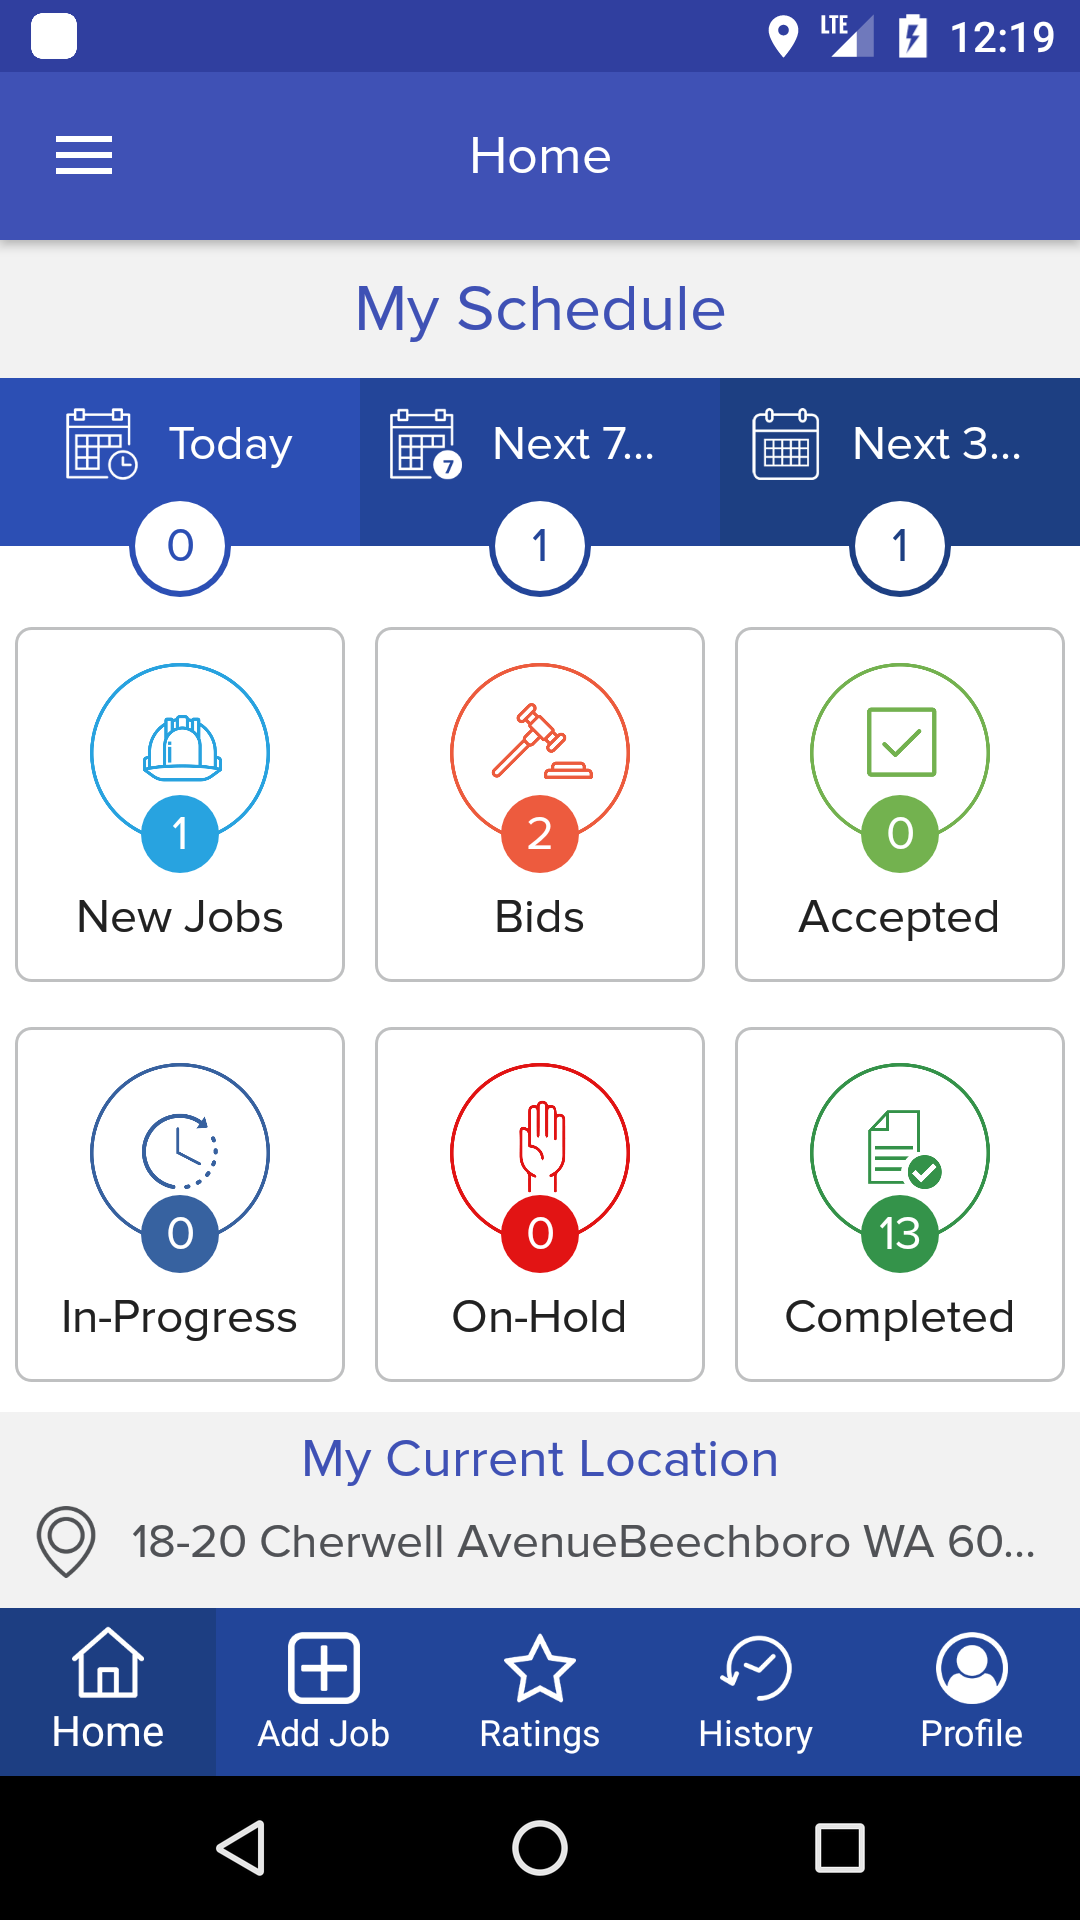 LTE 12:19
Home
My Schedule
Today
7
Next 7...
Next 3...
0
1
1
1
2
0
New Jobs
Bids
Accepted
0
0
13
In-Progress
On-Hold
Completed
My Current Location
18-20 Cherwell AvenueBeechboro WA 60...
Home
Add Job
Ratings
History
Profile